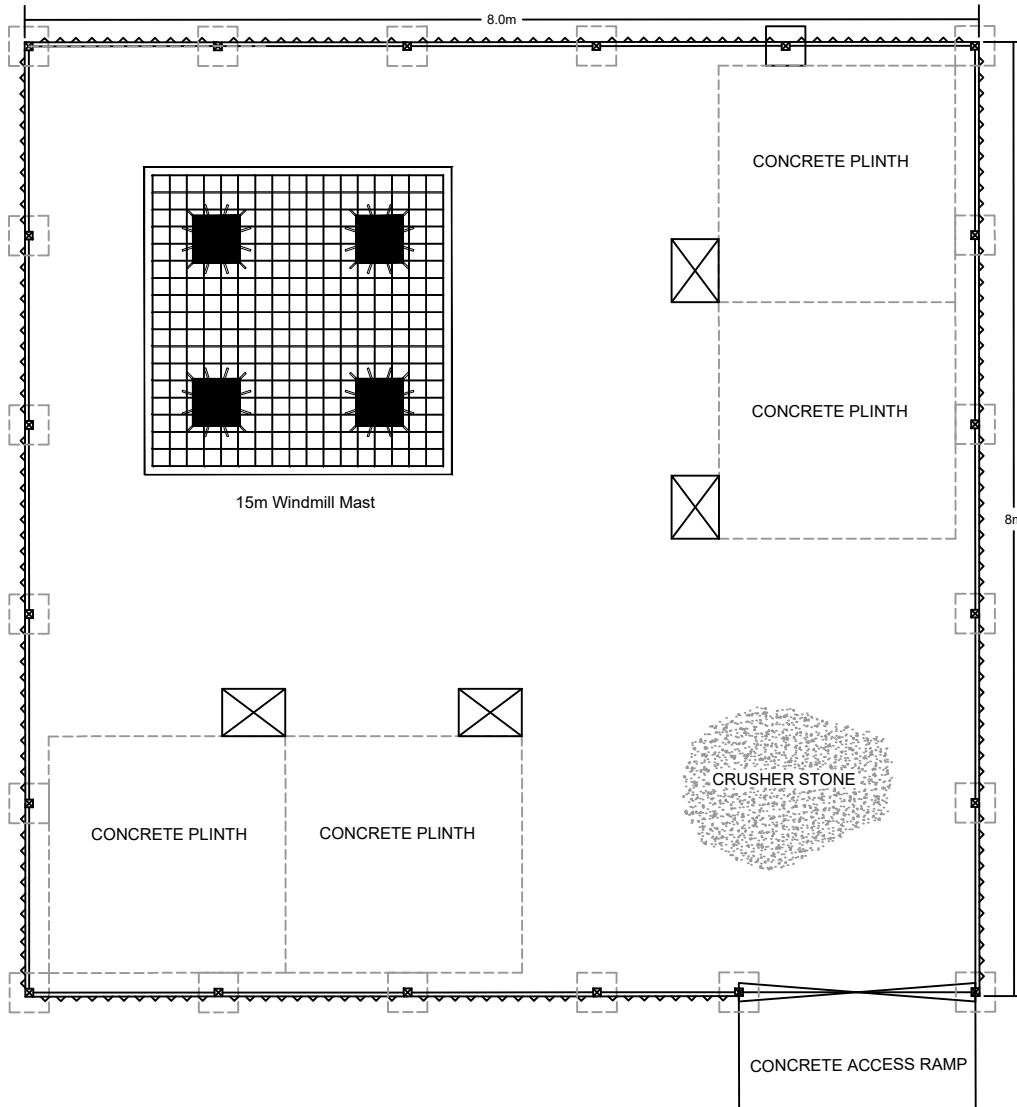 8.0m
CONCRETE PLINTH
CONCRETE PLINTH
15m Windmill Mast
8m
CRUSHER STONE
CONCRETE PLINTH
CONCRETE PLINTH
CONCRETE ACCESS RAMP